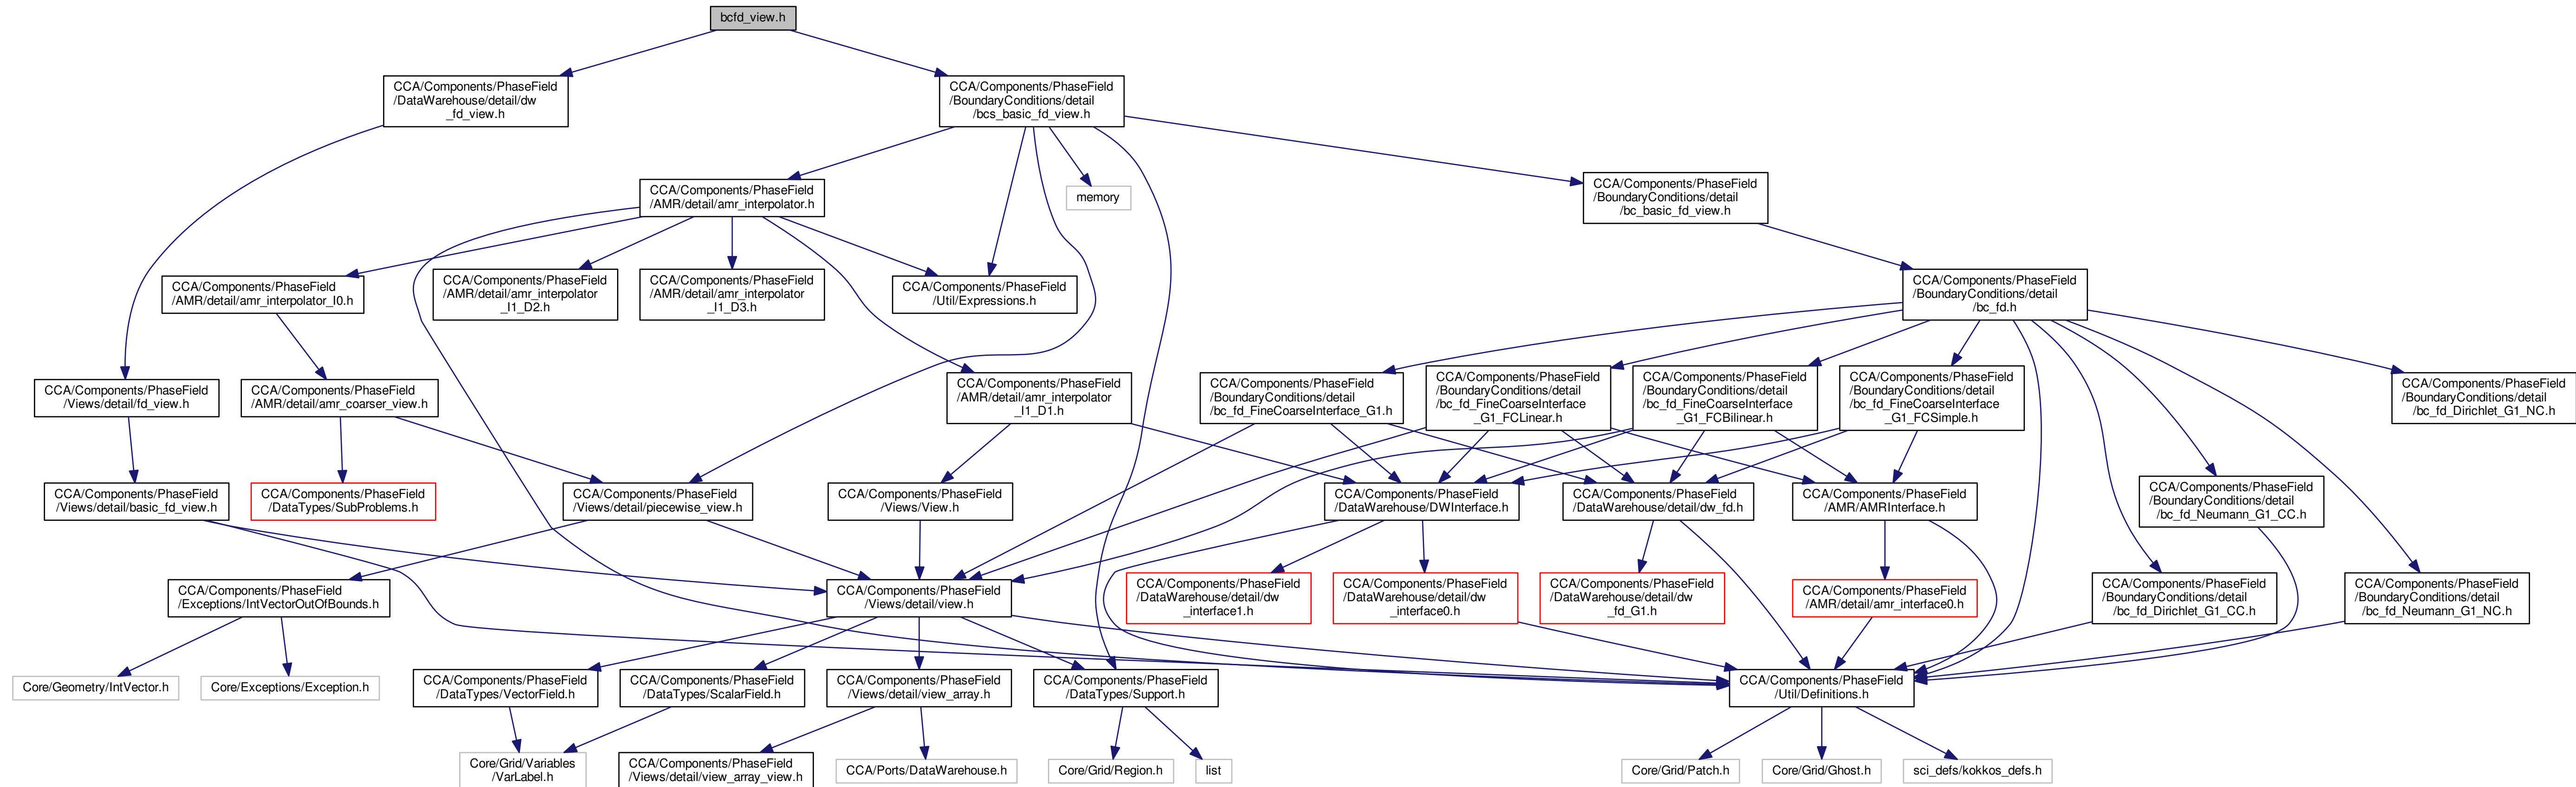 bcfd_view.h
CCA/Components/PhaseField
/DataWarehouse/detail/dw
_fd_view.h
CCA/Components/PhaseField
/BoundaryConditions/detail
/bcs_basic_fd_view.h
CCA/Components/PhaseField
/AMR/detail/amr_interpolator.h
memory
CCA/Components/PhaseField
/BoundaryConditions/detail
/bc_basic_fd_view.h
CCA/Components/PhaseField
/AMR/detail/amr_interpolator_I0.h
CCA/Components/PhaseField
/AMR/detail/amr_interpolator
_I1_D2.h
CCA/Components/PhaseField
/AMR/detail/amr_interpolator
_I1_D3.h
CCA/Components/PhaseField
/Util/Expressions.h
CCA/Components/PhaseField
/BoundaryConditions/detail
/bc_fd.h
CCA/Components/PhaseField
/Views/detail/fd_view.h
CCA/Components/PhaseField
/AMR/detail/amr_coarser_view.h
CCA/Components/PhaseField
/AMR/detail/amr_interpolator
_I1_D1.h
CCA/Components/PhaseField
/BoundaryConditions/detail
/bc_fd_FineCoarseInterface_G1.h
CCA/Components/PhaseField
/BoundaryConditions/detail
/bc_fd_FineCoarseInterface
_G1_FCLinear.h
CCA/Components/PhaseField
/BoundaryConditions/detail
/bc_fd_FineCoarseInterface
_G1_FCBilinear.h
CCA/Components/PhaseField
/BoundaryConditions/detail
/bc_fd_FineCoarseInterface
_G1_FCSimple.h
CCA/Components/PhaseField
/BoundaryConditions/detail
/bc_fd_Dirichlet_G1_NC.h
CCA/Components/PhaseField
/Views/detail/basic_fd_view.h
CCA/Components/PhaseField
/DataTypes/SubProblems.h
CCA/Components/PhaseField
/Views/detail/piecewise_view.h
CCA/Components/PhaseField
/Views/View.h
CCA/Components/PhaseField
/DataWarehouse/DWInterface.h
CCA/Components/PhaseField
/DataWarehouse/detail/dw_fd.h
CCA/Components/PhaseField
/AMR/AMRInterface.h
CCA/Components/PhaseField
/BoundaryConditions/detail
/bc_fd_Neumann_G1_CC.h
CCA/Components/PhaseField
/Exceptions/IntVectorOutOfBounds.h
CCA/Components/PhaseField
/Views/detail/view.h
CCA/Components/PhaseField
/DataWarehouse/detail/dw
_interface1.h
CCA/Components/PhaseField
/DataWarehouse/detail/dw
_interface0.h
CCA/Components/PhaseField
/DataWarehouse/detail/dw
_fd_G1.h
CCA/Components/PhaseField
/AMR/detail/amr_interface0.h
CCA/Components/PhaseField
/BoundaryConditions/detail
/bc_fd_Dirichlet_G1_CC.h
CCA/Components/PhaseField
/BoundaryConditions/detail
/bc_fd_Neumann_G1_NC.h
Core/Geometry/IntVector.h
Core/Exceptions/Exception.h
CCA/Components/PhaseField
/DataTypes/VectorField.h
CCA/Components/PhaseField
/DataTypes/ScalarField.h
CCA/Components/PhaseField
/Views/detail/view_array.h
CCA/Components/PhaseField
/DataTypes/Support.h
CCA/Components/PhaseField
/Util/Definitions.h
Core/Grid/Variables
/VarLabel.h
CCA/Components/PhaseField
/Views/detail/view_array_view.h
CCA/Ports/DataWarehouse.h
Core/Grid/Region.h
list
Core/Grid/Patch.h
Core/Grid/Ghost.h
sci_defs/kokkos_defs.h